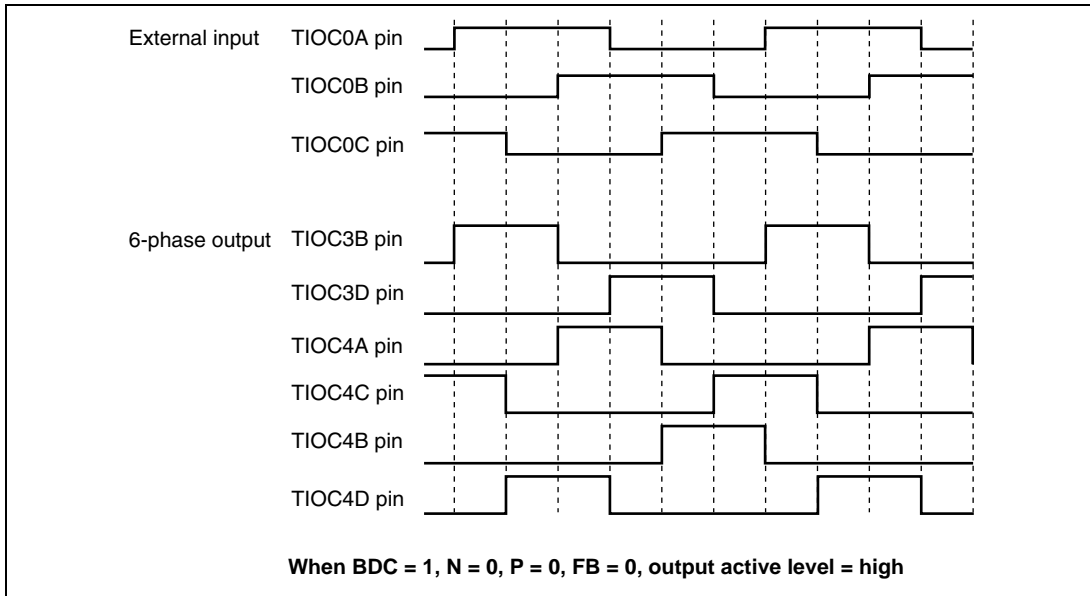 External input TIOC0A pin
TIOC0B pin
TIOC0C pin
6-phase output TIOC3B pin
TIOC3D pin
TIOC4A pin
TIOC4C pin
TIOC4B pin
TIOC4D pin
When BDC = 1, N = 0, P = 0, FB = 0, output active level = high